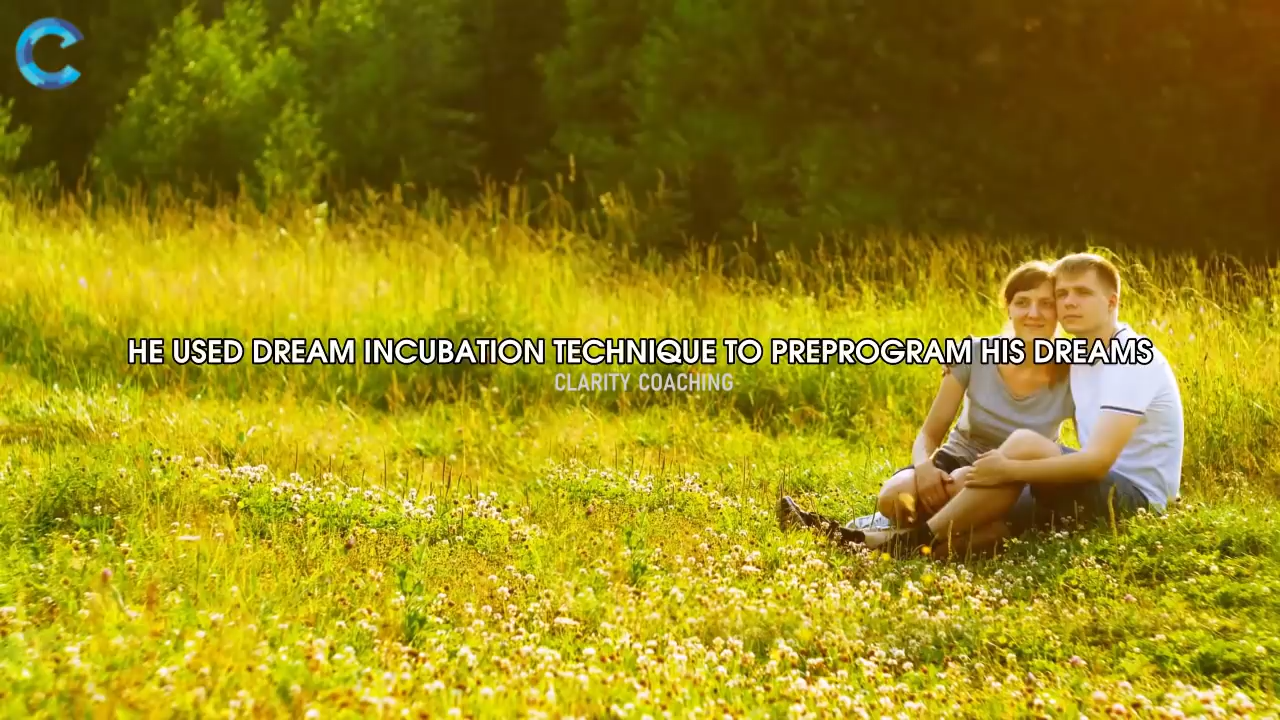 HE USED DREAM INCUBATION TECHNIQUE TO PREPROGRAM HIS DREAMS
CLARITY COACHING